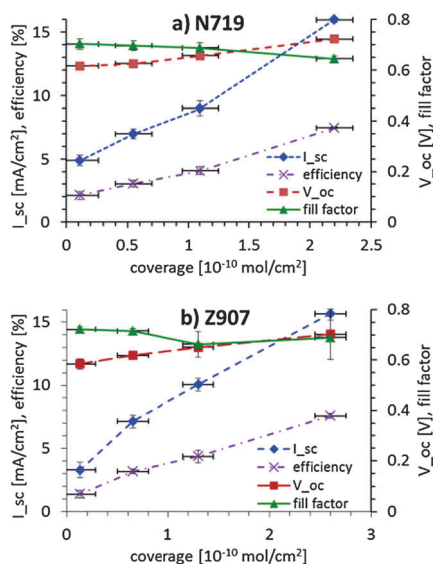 a) N719
I_sc [mA/cm²], efficiency [%]
15
10
5
0
0.8
0.6
0.4
0.2
0
V_oc [V], fill factor
I_sc
efficiency
V_oc
fill factor
0 0.5 1 1.5 2 2.5
coverage [10⁻¹⁰ mol/cm²]
b) Z907
I_sc [mA/cm²], efficiency [%]
15
10
5
0
0.8
0.6
0.4
0.2
0
V_oc [V], fill factor
I_sc
efficiency
V_oc
fill factor
0 1 2 3
coverage [10⁻¹⁰ mol/cm²]